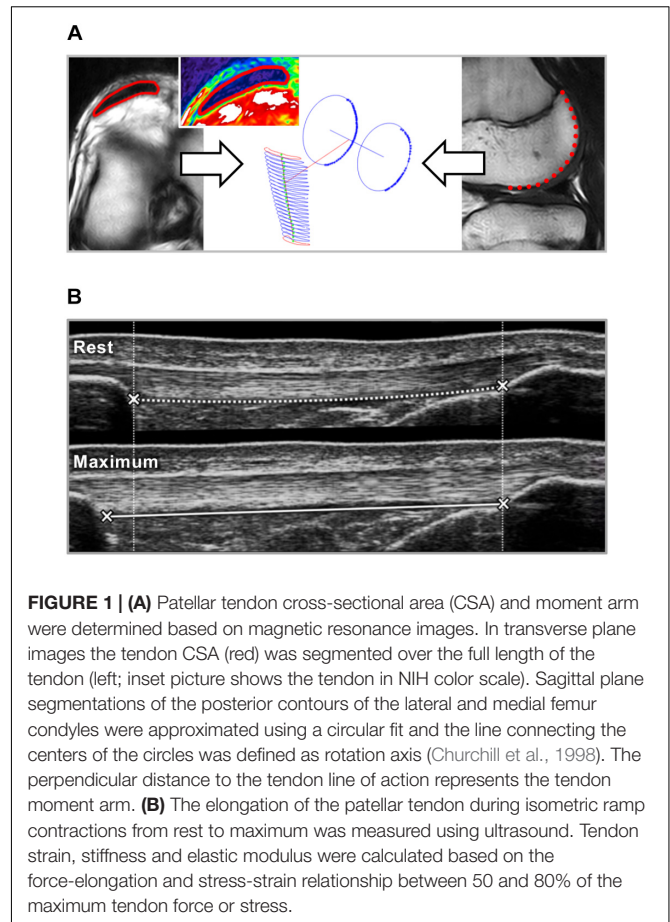 A
B
Rest
Maximum
FIGURE 1 | (A) Patellar tendon cross-sectional area (CSA) and moment arm
were determined based on magnetic resonance images. In transverse plane
images the tendon CSA (red) was segmented over the full length of the
tendon (left; inset picture shows the tendon in NIH color scale). Sagittal plane
segmentations of the posterior contours of the lateral and medial femur
condyles were approximated using a circular fit and the line connecting the
centers of the circles was defined as rotation axis (Churchill et al., 1998). The
perpendicular distance to the tendon line of action represents the tendon
moment arm. (B) The elongation of the patellar tendon during isometric ramp
contractions from rest to maximum was measured using ultrasound. Tendon
strain, stiffness and elastic modulus were calculated based on the
force-elongation and stress-strain relationship between 50 and 80% of the
maximum tendon force or stress.